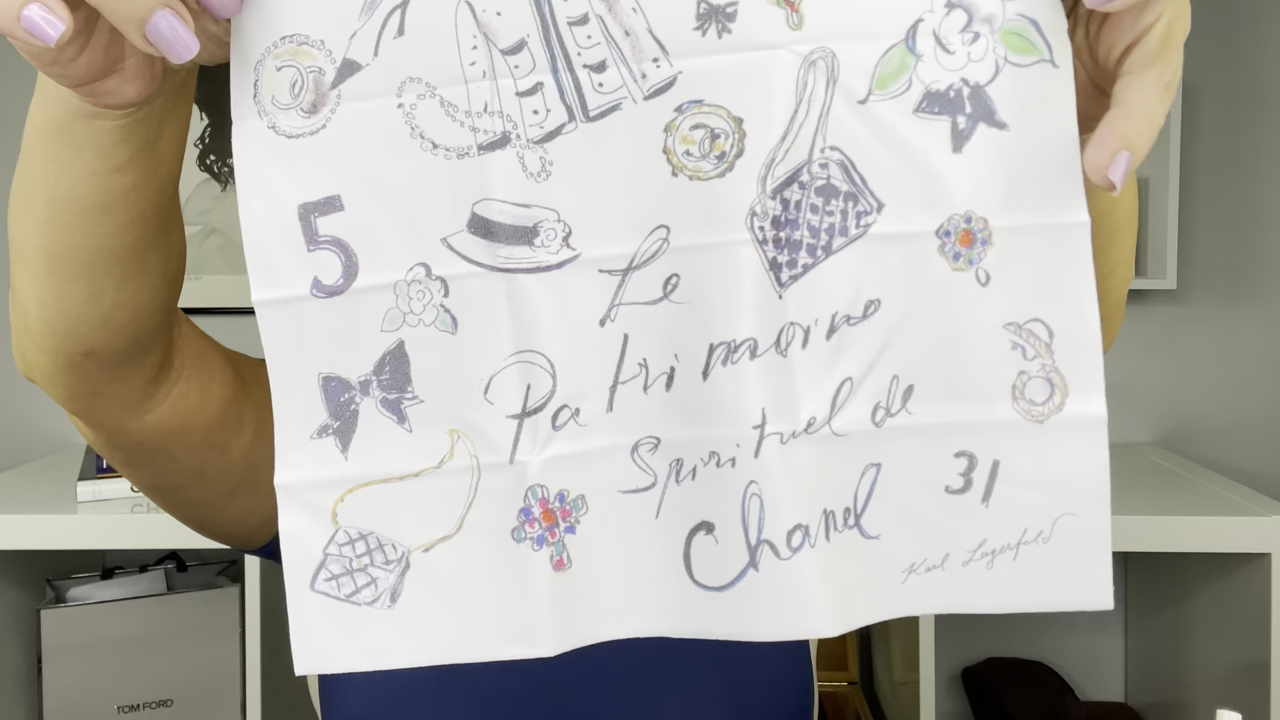 5
Le
Patrimoine
Spirituel de
Chanel
31
Karl Lagerfeld
TOM FORD